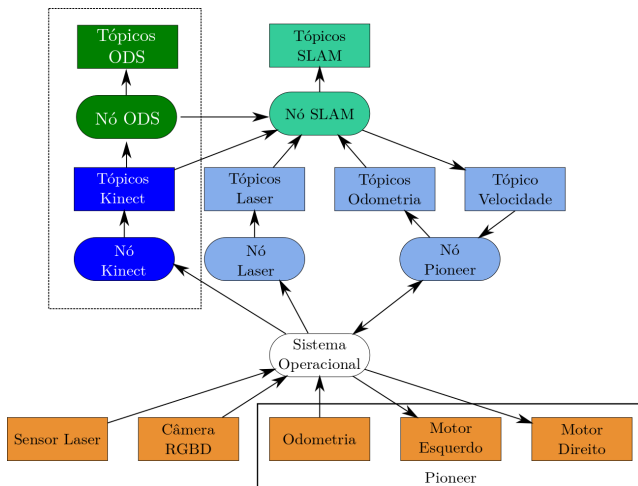 Tópicos
ODS
Tópicos
SLAM
Nó ODS
Nó SLAM
Tópicos
Kinect
Tópicos
Laser
Tópicos
Odometria
Tópico
Velocidade
Nó
Kinect
Nó
Laser
Nó
Pioneer
Sistema
Operacional
Sensor Laser
Câmera
RGBD
Odometria
Motor
Esquerdo
Motor
Direito
Pioneer